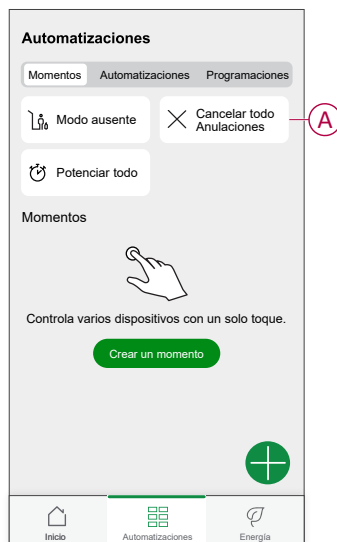 Automatizaciones
Momentos Automatizaciones Programaciones
Modo ausente
Cancelar todo
Anulaciones
A
Potenciar todo
Momentos
Controla varios dispositivos con un solo toque.
Crear un momento
Inicio Automatizaciones Energía